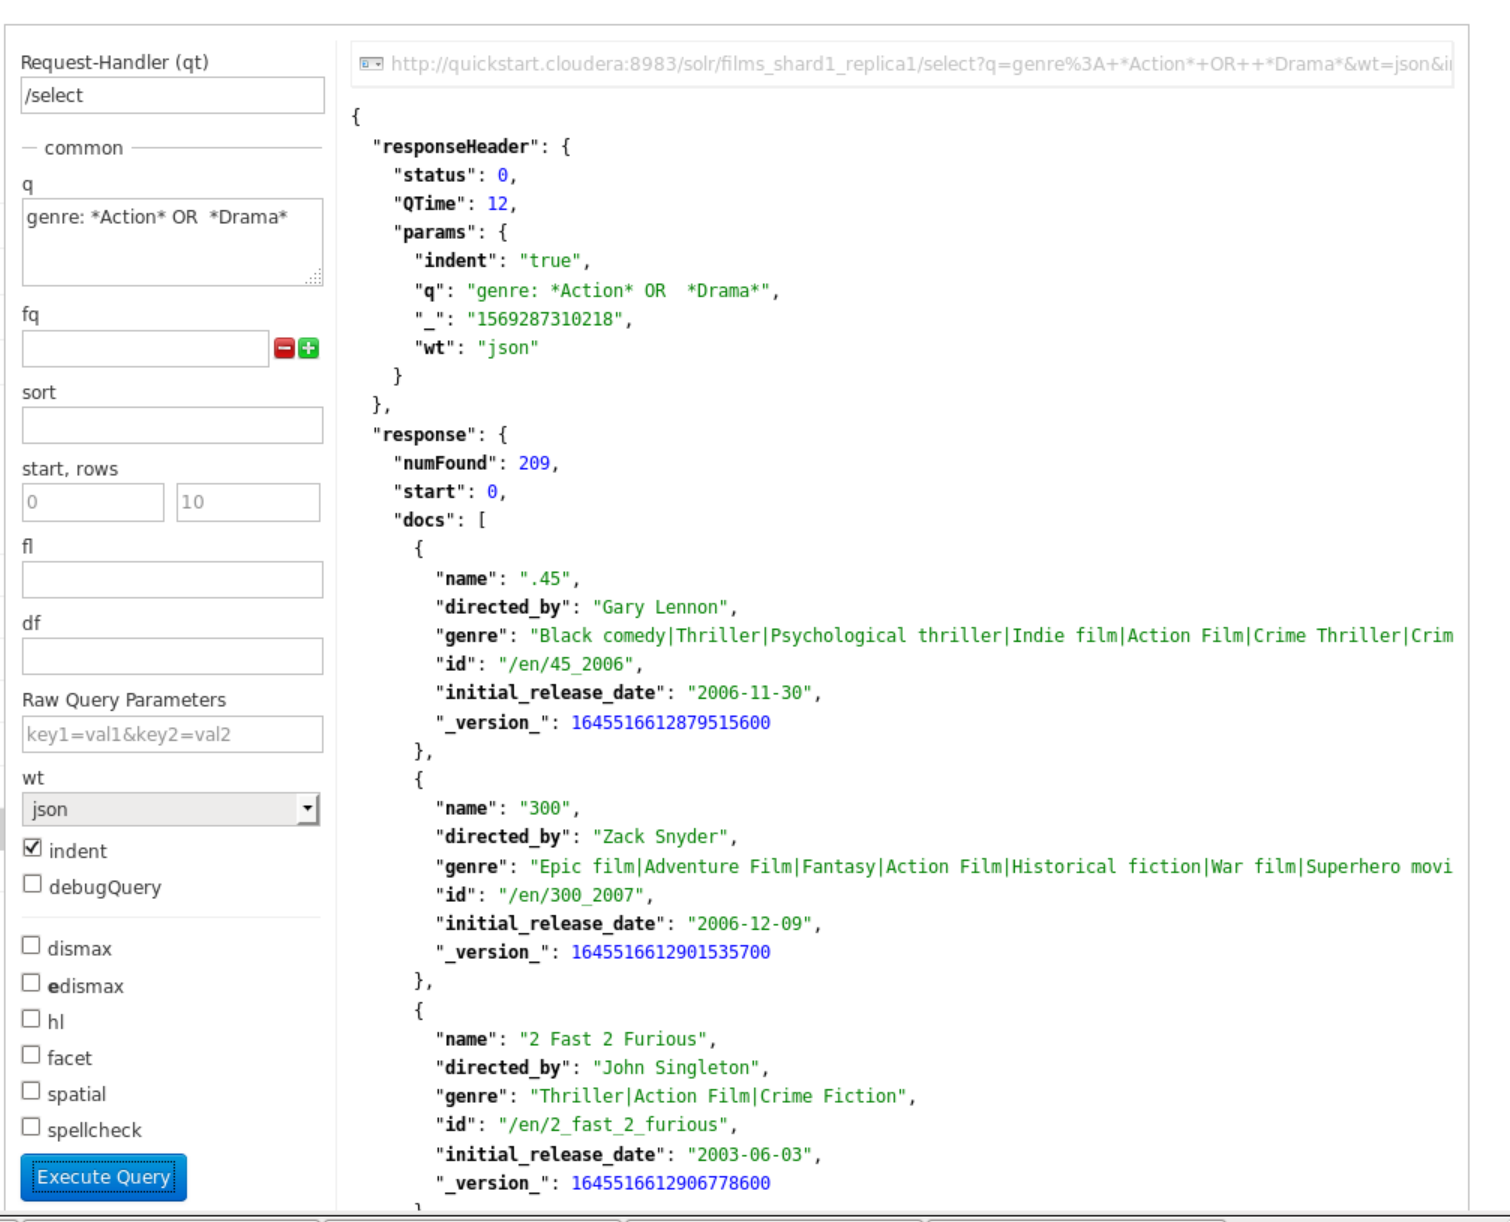 Request-Handler (qt)
/select
common
q
genre: *Action* OR  *Drama*
fq
sort
start, rows
0 10
fl
df
Raw Query Parameters
key1=val1&key2=val2
wt
json
indent
debugQuery
dismax
edismax
hl
facet
spatial
spellcheck
Execute Query
http://quickstart.cloudera:8983/solr/films_shard1_replica1/select?q=genre%3A+*Action*+OR++*Drama*&wt=json&i
{
"responseHeader": {
"status": 0,
"QTime": 12,
"params": {
"indent": "true",
"q": "genre: *Action* OR  *Drama*",
"_": "1569287310218",
"wt": "json"
}
},
"response": {
"numFound": 209,
"start": 0,
"docs": [
{
"name": ".45",
"directed_by": "Gary Lennon",
"genre": "Black comedy|Thriller|Psychological thriller|Indie film|Action Film|Crime Thriller|Crim
"id": "/en/45_2006",
"initial_release_date": "2006-11-30",
"_version_": 1645516612879515600
},
{
"name": "300",
"directed_by": "Zack Snyder",
"genre": "Epic film|Adventure Film|Fantasy|Action Film|Historical fiction|War film|Superhero movi
"id": "/en/300_2007",
"initial_release_date": "2006-12-09",
"_version_": 1645516612901535700
},
{
"name": "2 Fast 2 Furious",
"directed_by": "John Singleton",
"genre": "Thriller|Action Film|Crime Fiction",
"id": "/en/2_fast_2_furious",
"initial_release_date": "2003-06-03",
"_version_": 1645516612906778600
}